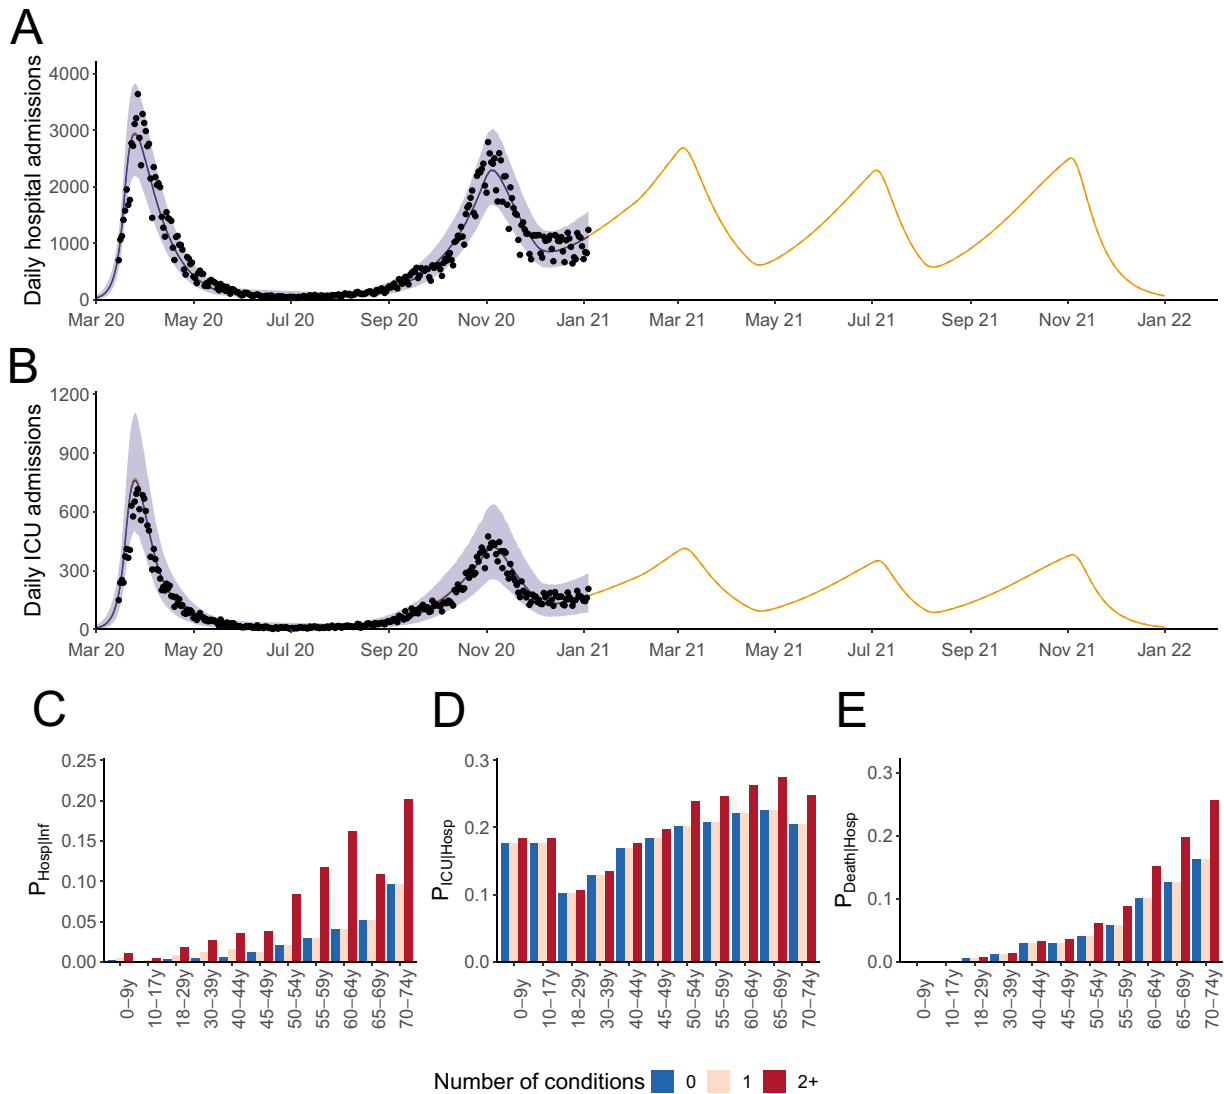 A
Daily hospital admissions
4000
3000
2000
1000
0
Mar 20 May 20 Jul 20 Sep 20 Nov 20 Jan 21 Mar 21 May 21 Jul 21 Sep 21 Nov 21 Jan 22
B
Daily ICU admissions
1200
900
600
300
0
Mar 20 May 20 Jul 20 Sep 20 Nov 20 Jan 21 Mar 21 May 21 Jul 21 Sep 21 Nov 21 Jan 22
C
P Hosp|Inf
0.25
0.20
0.15
0.10
0.05
0.00
0–9y 10–17y 18–29y 30–39y 40–44y 45–49y 50–54y 55–59y 60–64y 65–69y 70–74y
D
P ICU|Hosp
0.3
0.2
0.1
0.0
0–9y 10–17y 18–29y 30–39y 40–44y 45–49y 50–54y 55–59y 60–64y 65–69y 70–74y
E
P Death|Hosp
0.3
0.2
0.1
0.0
0–9y 10–17y 18–29y 30–39y 40–44y 45–49y 50–54y 55–59y 60–64y 65–69y 70–74y
Number of conditions 0 1 2+